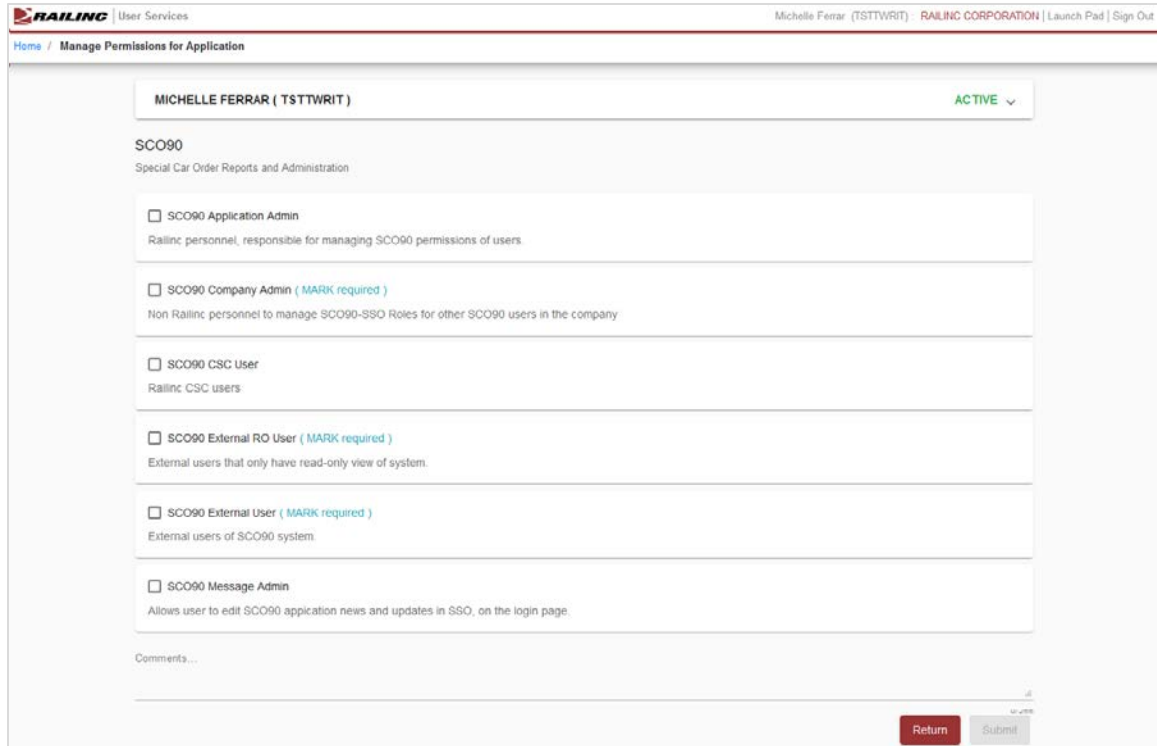 RAILINC User Services
Michelle Ferrar (TSTTWRIT) : RAILINC CORPORATION | Launch Pad | Sign Out
Home / Manage Permissions for Application
MICHELLE FERRAR ( TSTTWRIT )
ACTIVE
SCO90
Special Car Order Reports and Administration
SCO90 Application Admin
Railinc personnel, responsible for managing SCO90 permissions of users
SCO90 Company Admin ( MARK required )
Non Railinc personnel to manage SCO90-SSO Roles for other SCO90 users in the company
SCO90 CSC User
Railinc CSC users
SCO90 External RO User ( MARK required )
External users that only have read-only view of system.
SCO90 External User ( MARK required )
External users of SCO90 system.
SCO90 Message Admin
Allows user to edit SCO90 appication news and updates in SSO, on the login page.
Comments...
Return
Submit